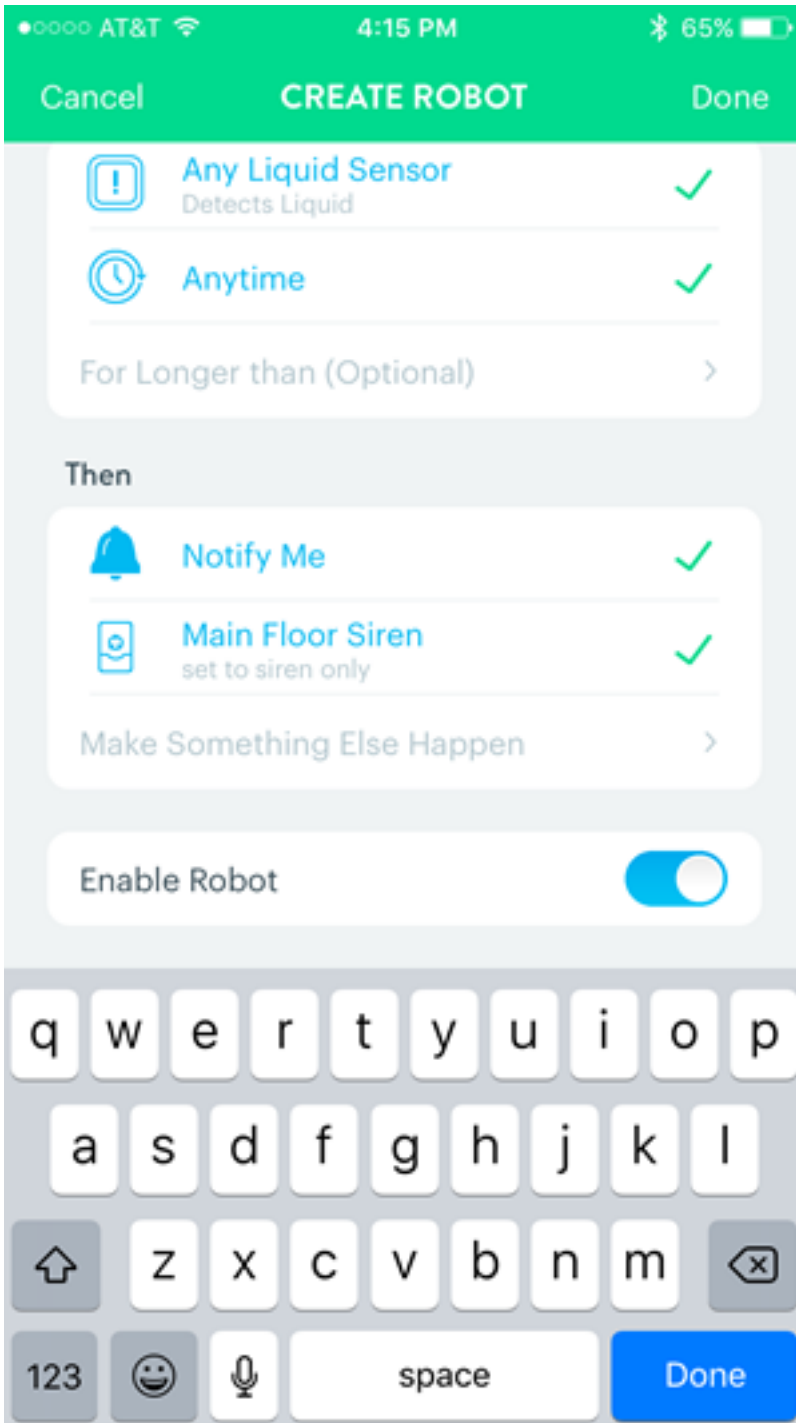 AT&T 4:15 PM 65%
Cancel CREATE ROBOT Done
Any Liquid Sensor
Detects Liquid
Anytime
For Longer than (Optional)
Then
Notify Me
Main Floor Siren
set to siren only
Make Something Else Happen
Enable Robot
q w e r t y u i o p
a s d f g h j k l
z x c v b n m
123 space Done